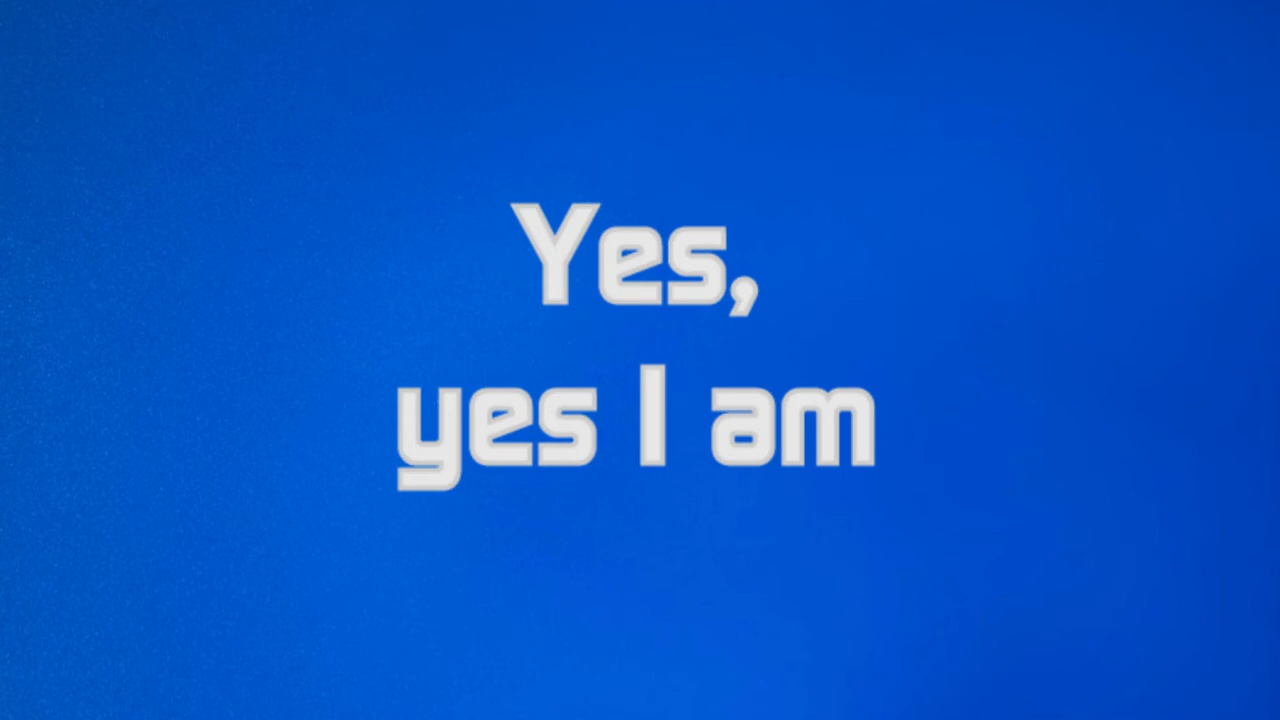 Yes,
yes I am